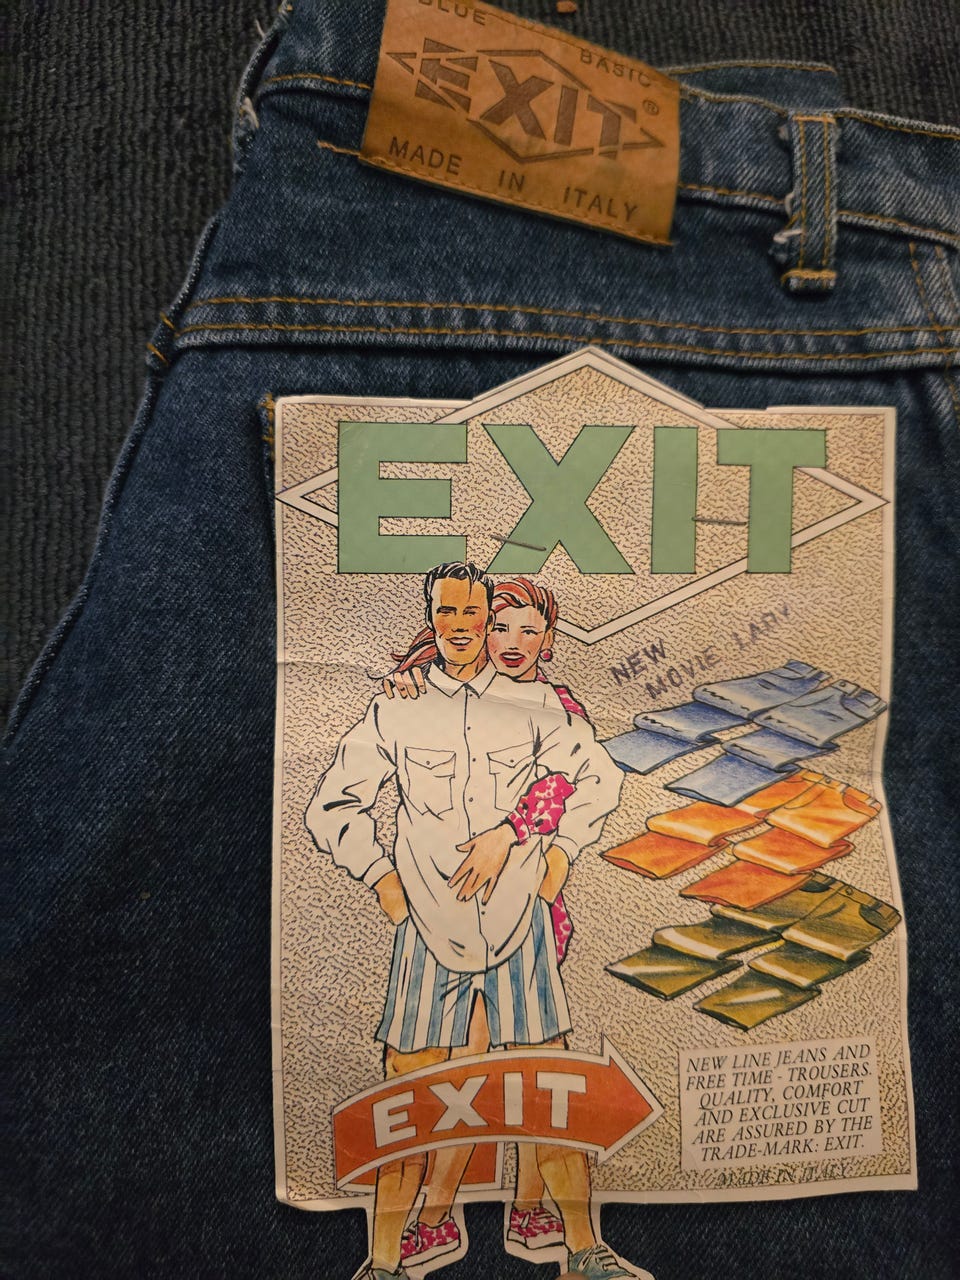 BLUE BASIC
EXIT®
MADE IN ITALY
EXIT
NEW
MOVIE LADY
EXIT
NEW LINE JEANS AND
FREE TIME - TROUSERS.
QUALITY, COMFORT
AND EXCLUSIVE CUT
ARE ASSURED BY THE
TRADE-MARK: EXIT.
MADE IN ITALY